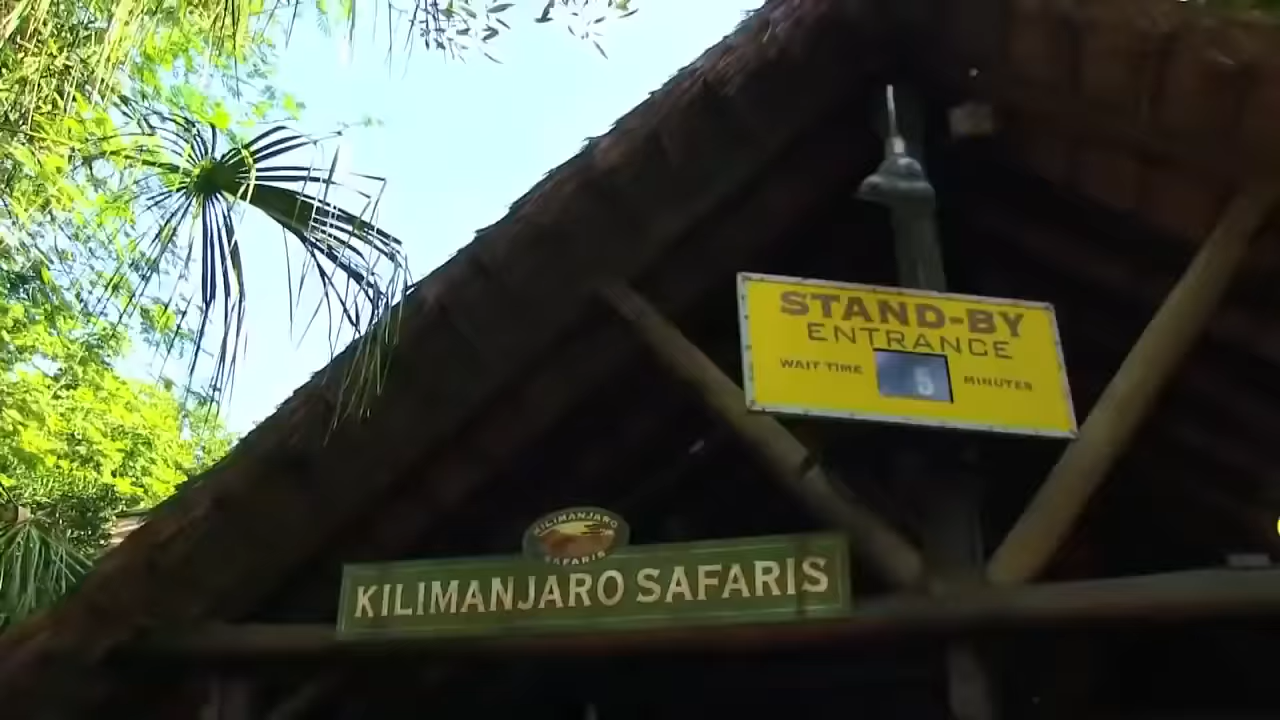 STAND-BY
ENTRANCE
WAIT TIME 5 MINUTES
KILIMANJARO
SAFARIS
KILIMANJARO SAFARIS